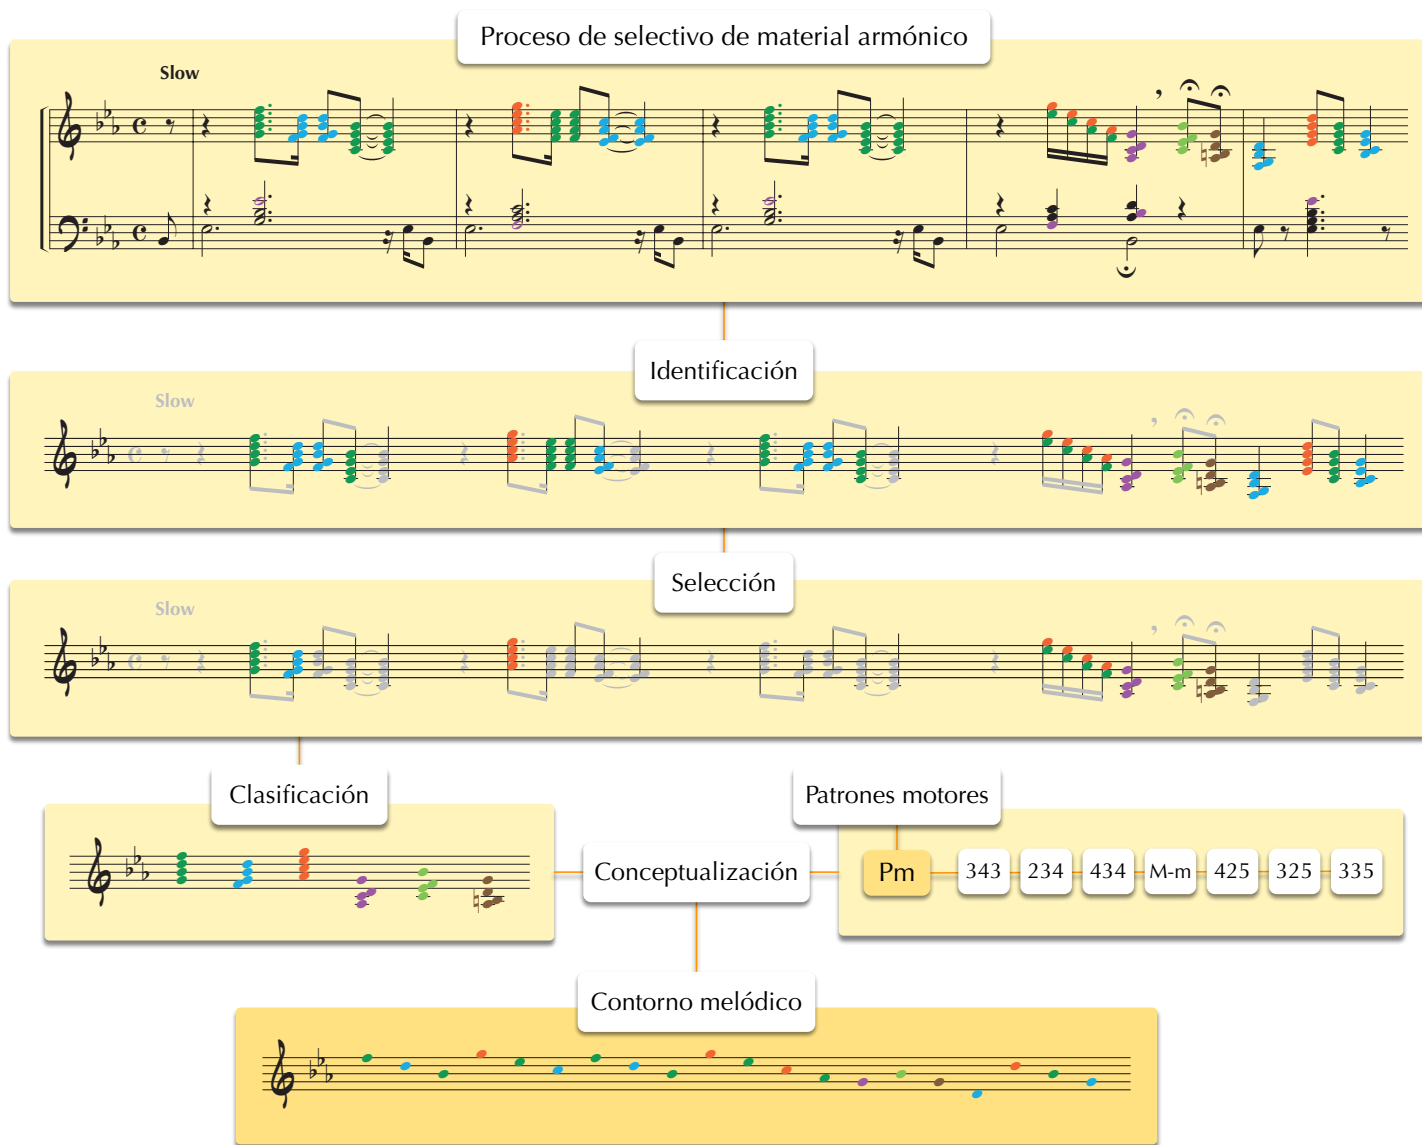 Proceso de selectivo de material armónico
Slow
Identificación
Slow
Selección
Slow
Clasificación
Patrones motores
Conceptualización
Pm 343 234 434 M-m 425 325 335
Contorno melódico